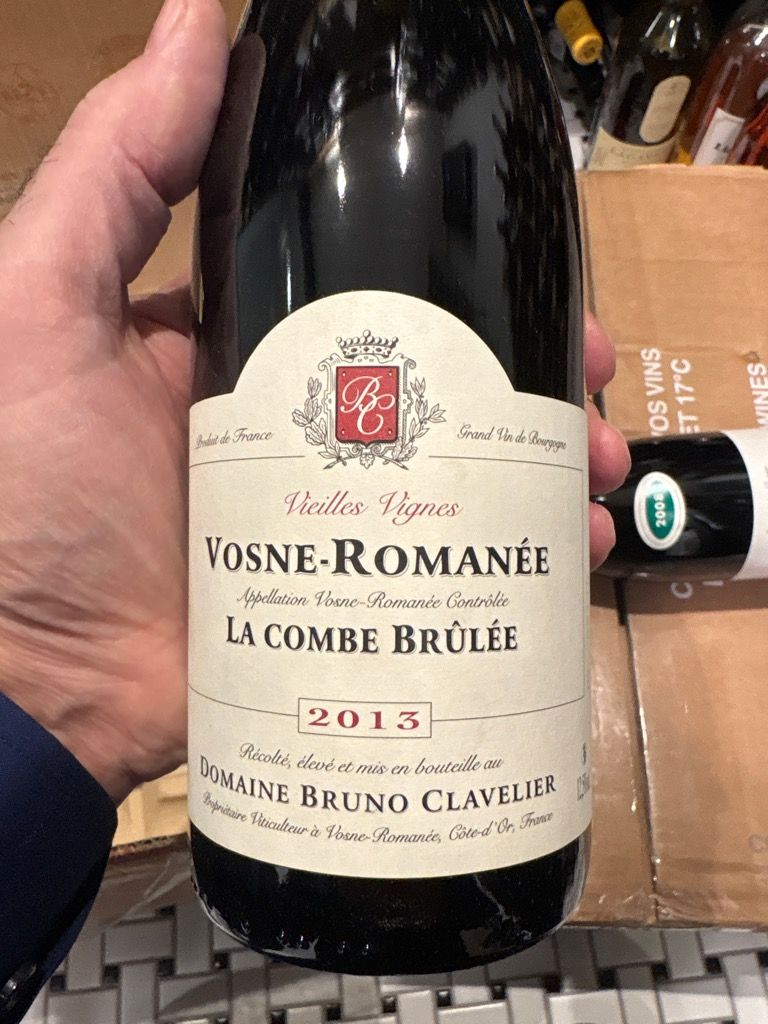 BC
Produit de France
Grand Vin de Bourgogne
Vieilles Vignes
VOSNE-ROMANÉE
Appellation Vosne-Romanée Contrôlée
LA COMBE BRÛLÉE
2013
Récolté, élevé et mis en bouteille au
DOMAINE BRUNO CLAVELIER
Propriétaire Viticulteur à Vosne-Romanée, Côte-d'Or, France
VOS VINS
ET 17°C
WINES
2008